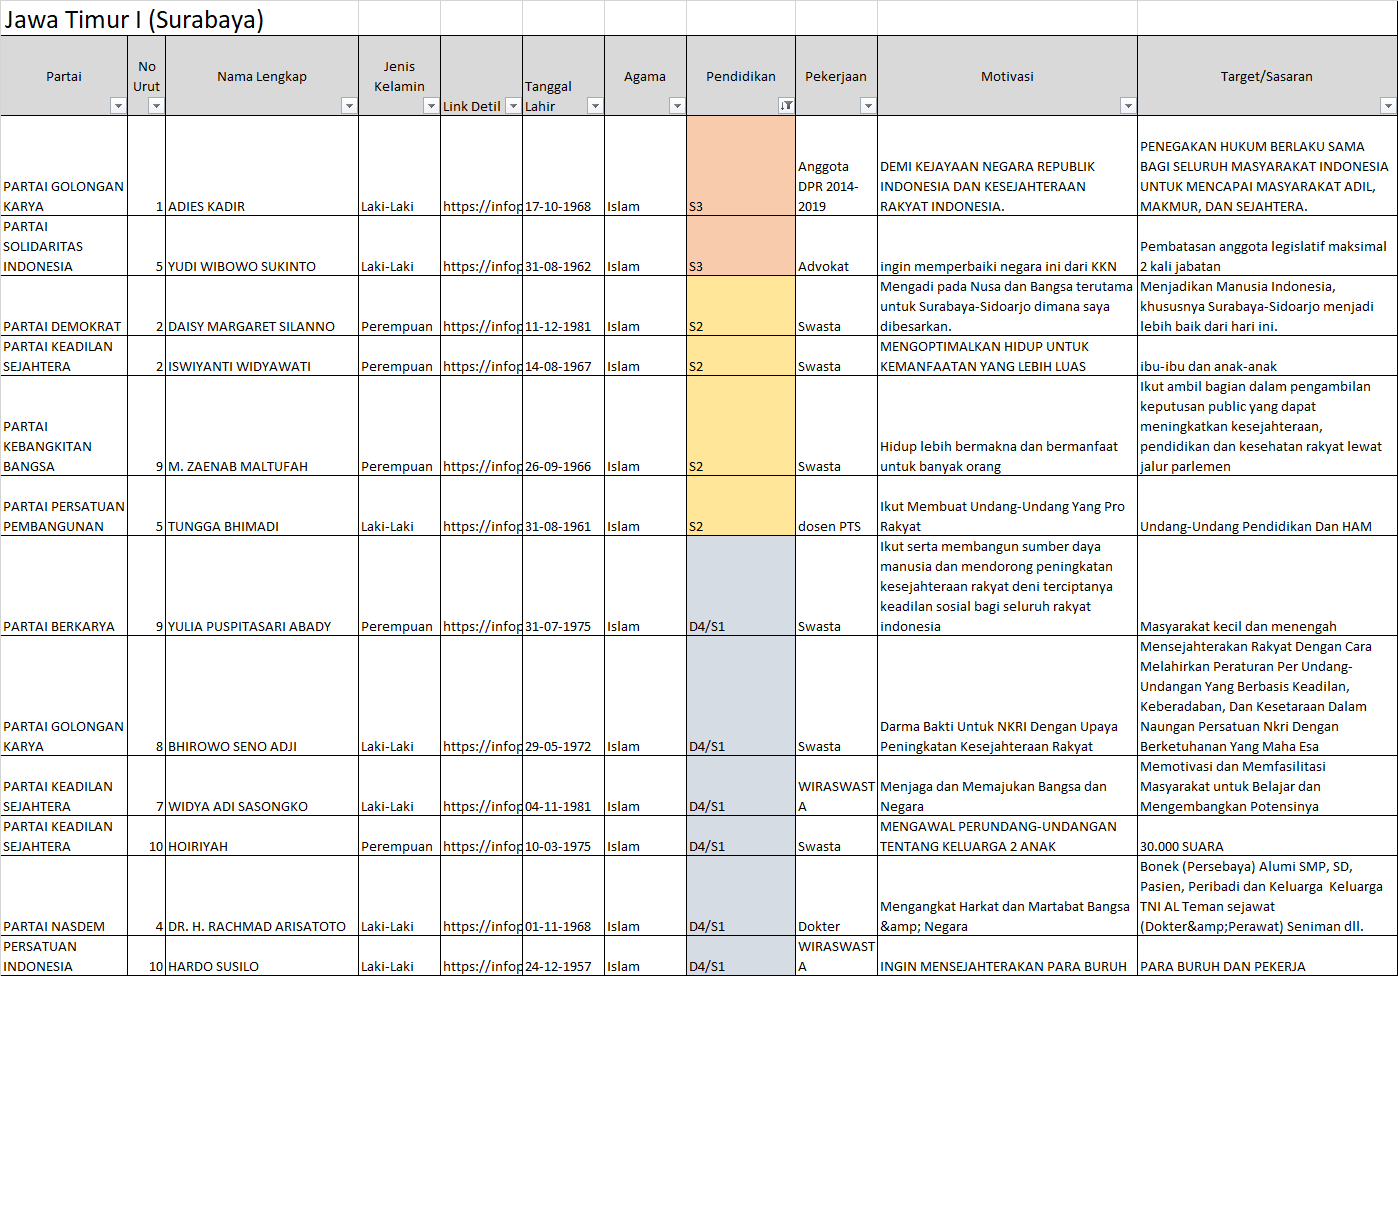 Jawa Timur I (Surabaya)
Partai
No
Urut
Nama Lengkap
Jenis
Kelamin
Link Detil
Tanggal
Lahir
Agama
Pendidikan
Pekerjaan
Motivasi
Target/Sasaran
PARTAI GOLONGAN
KARYA
1
ADIES KADIR
Laki-Laki
https://infop
17-10-1968
Islam
S3
Anggota
DPR 2014-
2019
DEMI KEJAYAAN NEGARA REPUBLIK
INDONESIA DAN KESEJAHTERAAN
RAKYAT INDONESIA.
PENEGAKAN HUKUM BERLAKU SAMA
BAGI SELURUH MASYARAKAT INDONESIA
UNTUK MENCAPAI MASYARAKAT ADIL,
MAKMUR, DAN SEJAHTERA.
PARTAI
SOLIDARITAS
INDONESIA
5
YUDI WIBOWO SUKINTO
Laki-Laki
https://infop
31-08-1962
Islam
S3
Advokat
ingin memperbaiki negara ini dari KKN
Pembatasan anggota legislatif maksimal
2 kali jabatan
PARTAI DEMOKRAT
2
DAISY MARGARET SILANNO
Perempuan
https://infop
11-12-1981
Islam
S2
Swasta
Mengadi pada Nusa dan Bangsa terutama
untuk Surabaya-Sidoarjo dimana saya
dibesarkan.
Menjadikan Manusia Indonesia,
khususnya Surabaya-Sidoarjo menjadi
lebih baik dari hari ini.
PARTAI KEADILAN
SEJAHTERA
2
ISWIYANTI WIDYAWATI
Perempuan
https://infop
14-08-1967
Islam
S2
Swasta
MENGOPTIMALKAN HIDUP UNTUK
KEMANFAATAN YANG LEBIH LUAS
ibu-ibu dan anak-anak
PARTAI
KEBANGKITAN
BANGSA
9
M. ZAENAB MALTUFAH
Perempuan
https://infop
26-09-1966
Islam
S2
Swasta
Hidup lebih bermakna dan bermanfaat
untuk banyak orang
Ikut ambil bagian dalam pengambilan
keputusan public yang dapat
meningkatkan kesejahteraan,
pendidikan dan kesehatan rakyat lewat
jalur parlemen
PARTAI PERSATUAN
PEMBANGUNAN
5
TUNGGA BHIMADI
Laki-Laki
https://infop
31-08-1961
Islam
S2
dosen PTS
Ikut Membuat Undang-Undang Yang Pro
Rakyat
Undang-Undang Pendidikan Dan HAM
PARTAI BERKARYA
9
YULIA PUSPITASARI ABADY
Perempuan
https://infop
31-07-1975
Islam
D4/S1
Swasta
Ikut serta membangun sumber daya
manusia dan mendorong peningkatan
kesejahteraan rakyat deni terciptanya
keadilan sosial bagi seluruh rakyat
indonesia
Masyarakat kecil dan menengah
PARTAI GOLONGAN
KARYA
8
BHIROWO SENO ADJI
Laki-Laki
https://infop
29-05-1972
Islam
D4/S1
Swasta
Darma Bakti Untuk NKRI Dengan Upaya
Peningkatan Kesejahteraan Rakyat
Mensejahterakan Rakyat Dengan Cara
Melahirkan Peraturan Per Undang-
Undangan Yang Berbasis Keadilan,
Keberadaban, Dan Kesetaraan Dalam
Naungan Persatuan Nkri Dengan
Berketuhanan Yang Maha Esa
PARTAI KEADILAN
SEJAHTERA
7
WIDYA ADI SASONGKO
Laki-Laki
https://infop
04-11-1981
Islam
D4/S1
WIRASWAST
A
Menjaga dan Memajukan Bangsa dan
Negara
Memotivasi dan Memfasilitasi
Masyarakat untuk Belajar dan
Mengembangkan Potensinya
PARTAI KEADILAN
SEJAHTERA
10
HOIRIYAH
Perempuan
https://infop
10-03-1975
Islam
D4/S1
Swasta
MENGAWAL PERUNDANG-UNDANGAN
TENTANG KELUARGA 2 ANAK
30.000 SUARA
PARTAI NASDEM
4
DR. H. RACHMAD ARISATOTO
Laki-Laki
https://infop
01-11-1968
Islam
D4/S1
Dokter
Mengangkat Harkat dan Martabat Bangsa
&amp; Negara
Bonek (Persebaya) Alumi SMP, SD,
Pasien, Peribadi dan Keluarga  Keluarga
TNI AL Teman sejawat
(Dokter&amp;Perawat) Seniman dll.
PERSATUAN
INDONESIA
10
HARDO SUSILO
Laki-Laki
https://infop
24-12-1957
Islam
D4/S1
WIRASWAST
A
INGIN MENSEJAHTERAKAN PARA BURUH
PARA BURUH DAN PEKERJA